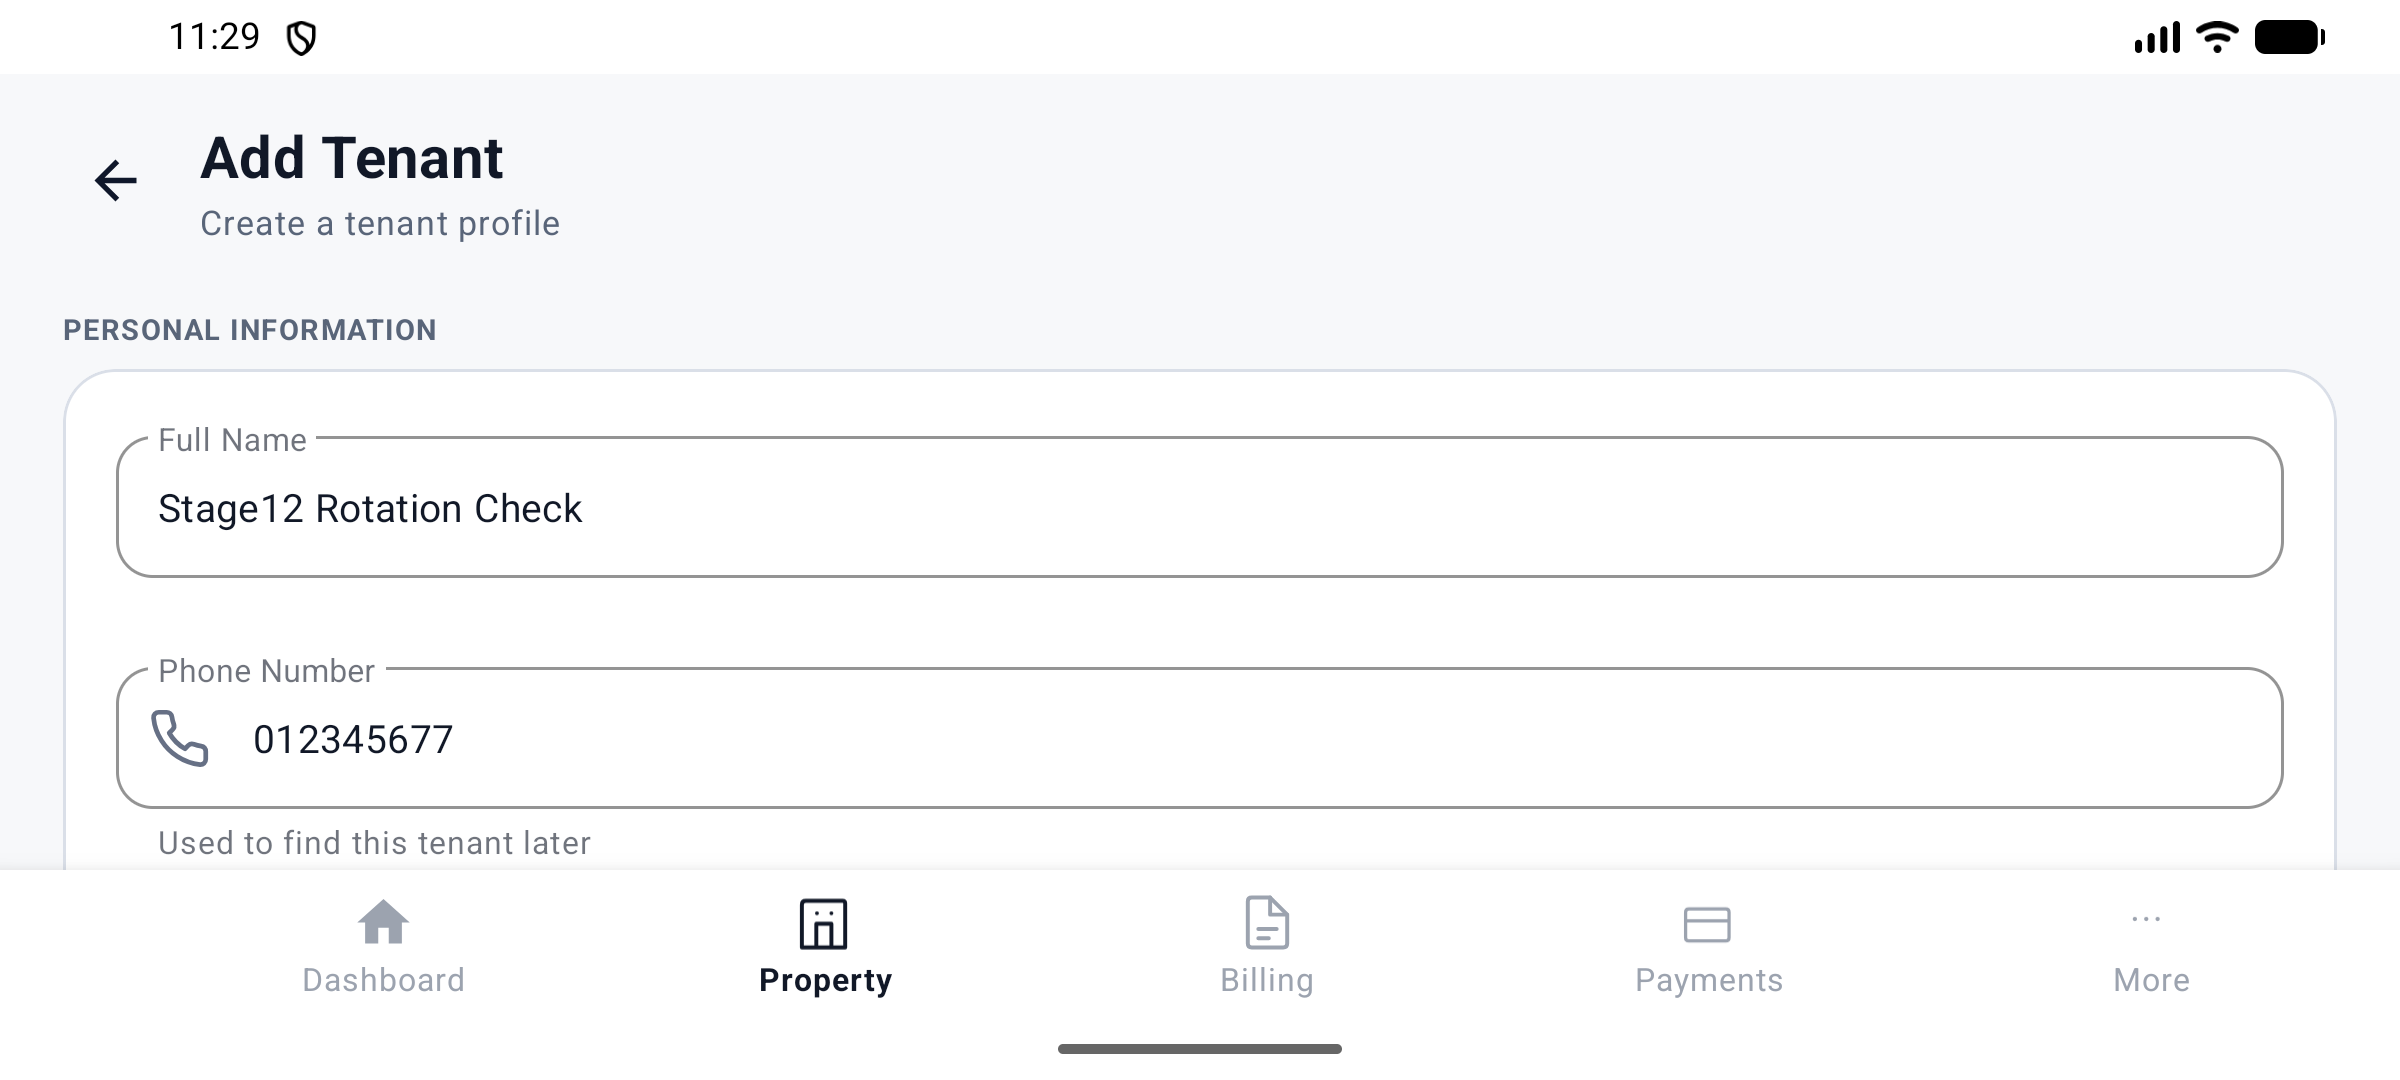 11:29
Add Tenant
Create a tenant profile
PERSONAL INFORMATION
Full Name
Stage12 Rotation Check
Phone Number
012345677
Used to find this tenant later
Dashboard
Property
Billing
Payments
More